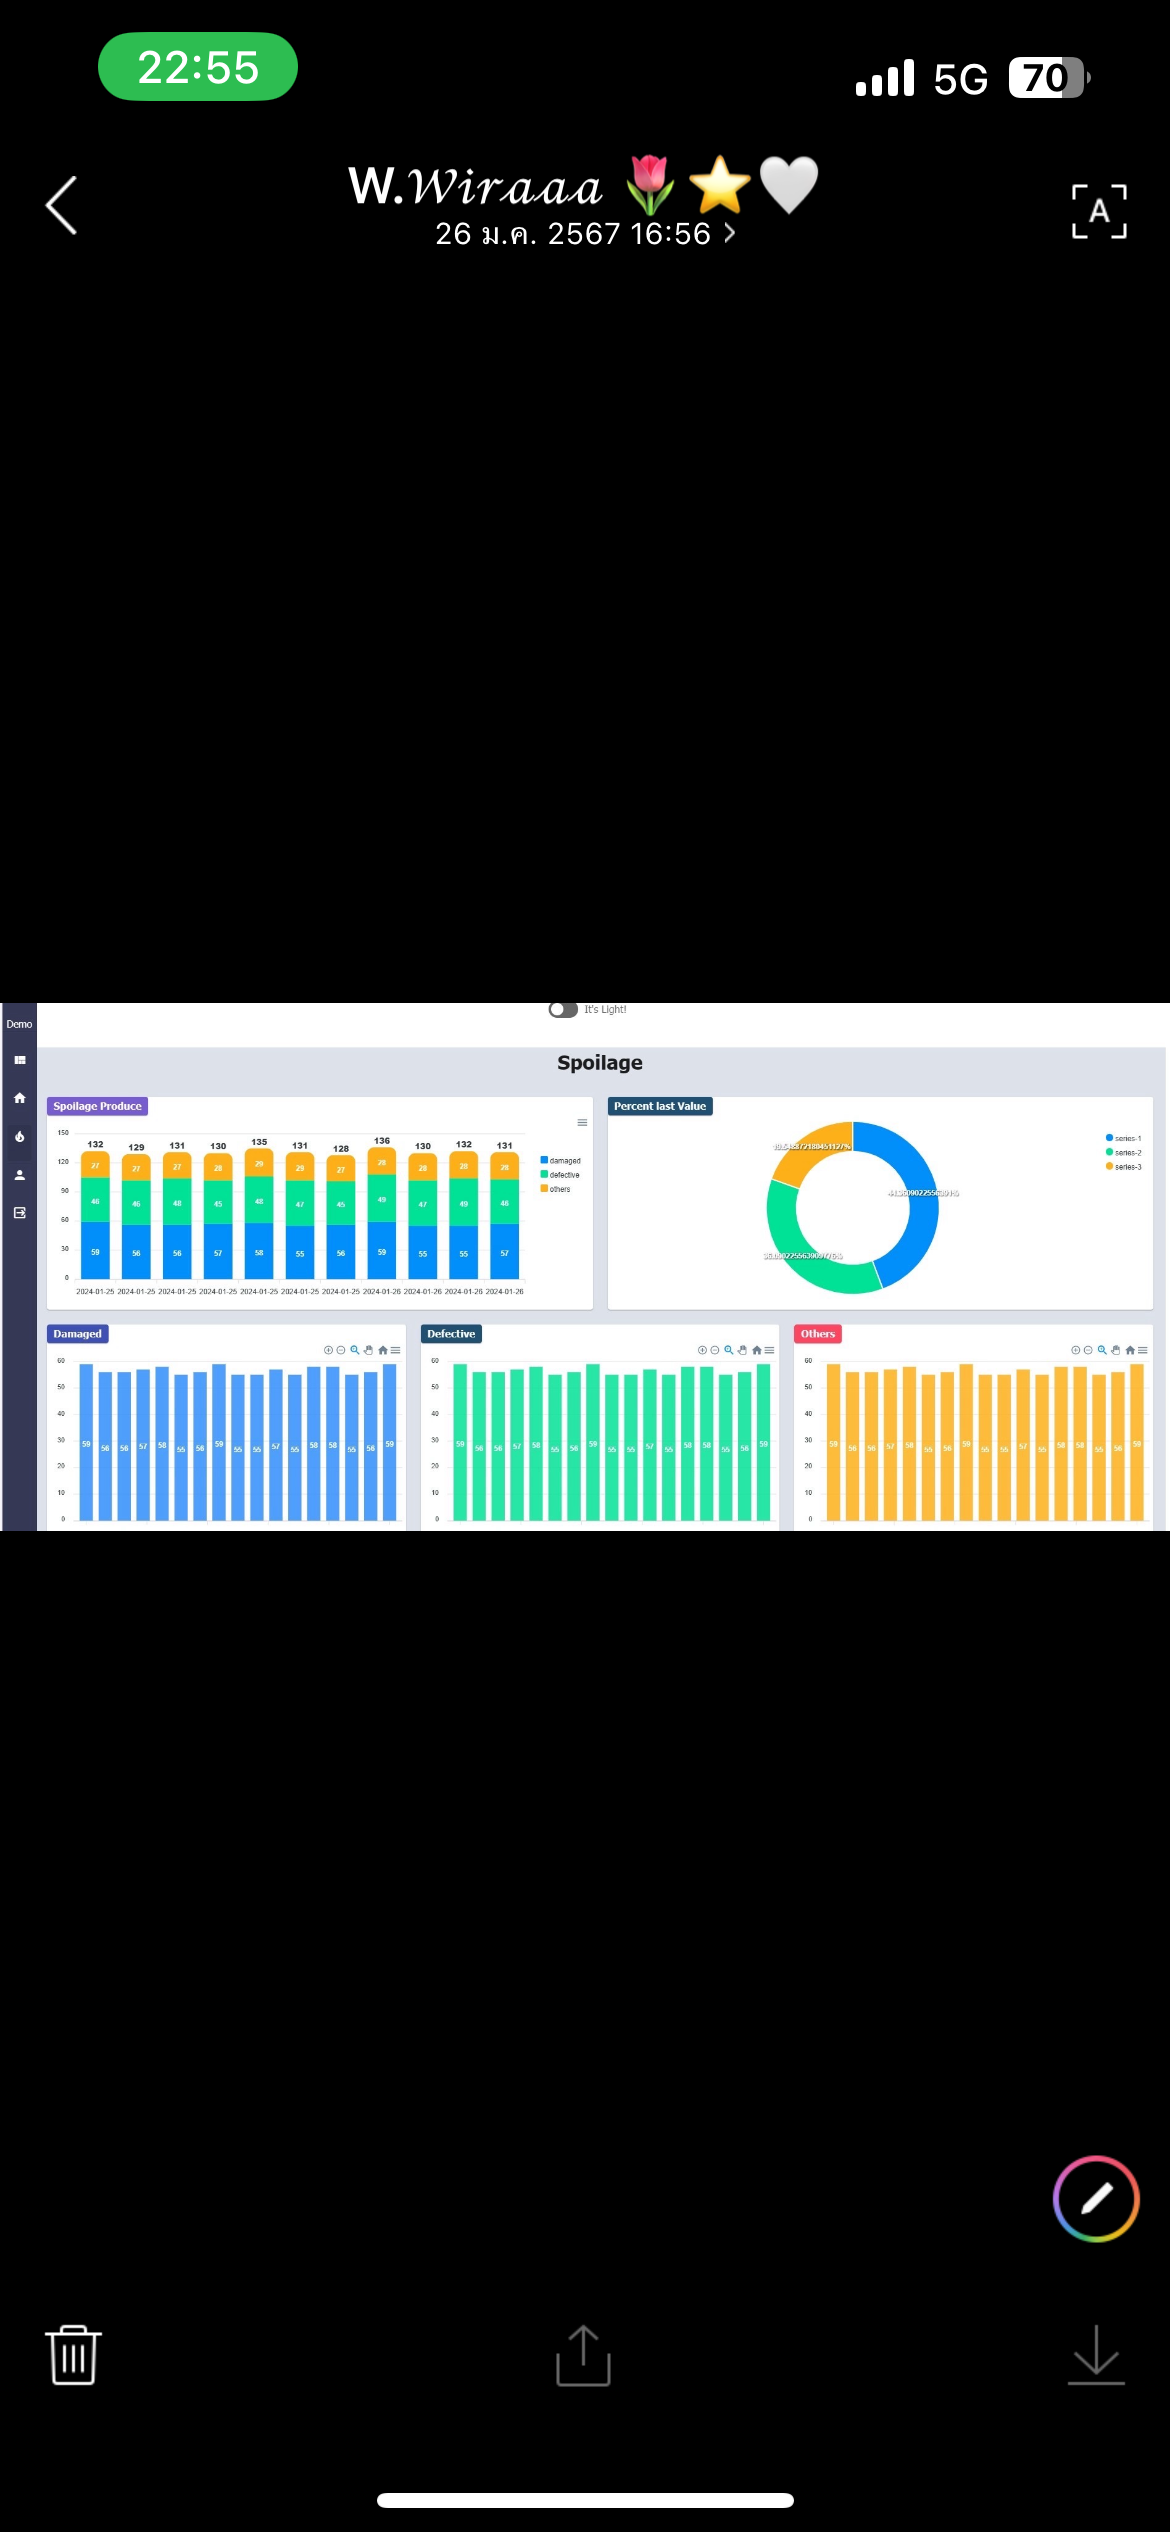 22:55
5G 70
W.𝓦𝓲𝓻𝓪𝓪𝓪 🌷⭐🤍
26 ม.ค. 2567 16:56 >
A
It's Light!
Demo
Spoilage
Spoilage Produce
150
120
90
60
30
0
132 129 131 130 135 131 128 136 130 132 131
27 27 27 28 29 29 27 28 28 28 28
46 46 48 45 48 47 45 49 47 49 46
59 56 56 57 58 55 56 59 55 55 57
2024-01-25 2024-01-25 2024-01-25 2024-01-25 2024-01-25 2024-01-25 2024-01-25 2024-01-26 2024-01-26 2024-01-26 2024-01-26
damaged
defective
others
Percent last Value
series-1
series-2
series-3
Damaged
60
50
40
30
20
10
0
59 56 56 57 58 55 56 59 55 55 57 55 58 58 55 56 59
Defective
60
50
40
30
20
10
0
59 56 56 57 58 55 56 59 55 55 57 55 58 58 55 56 59
Others
60
50
40
30
20
10
0
59 56 56 57 58 55 56 59 55 55 57 55 58 58 55 56 59